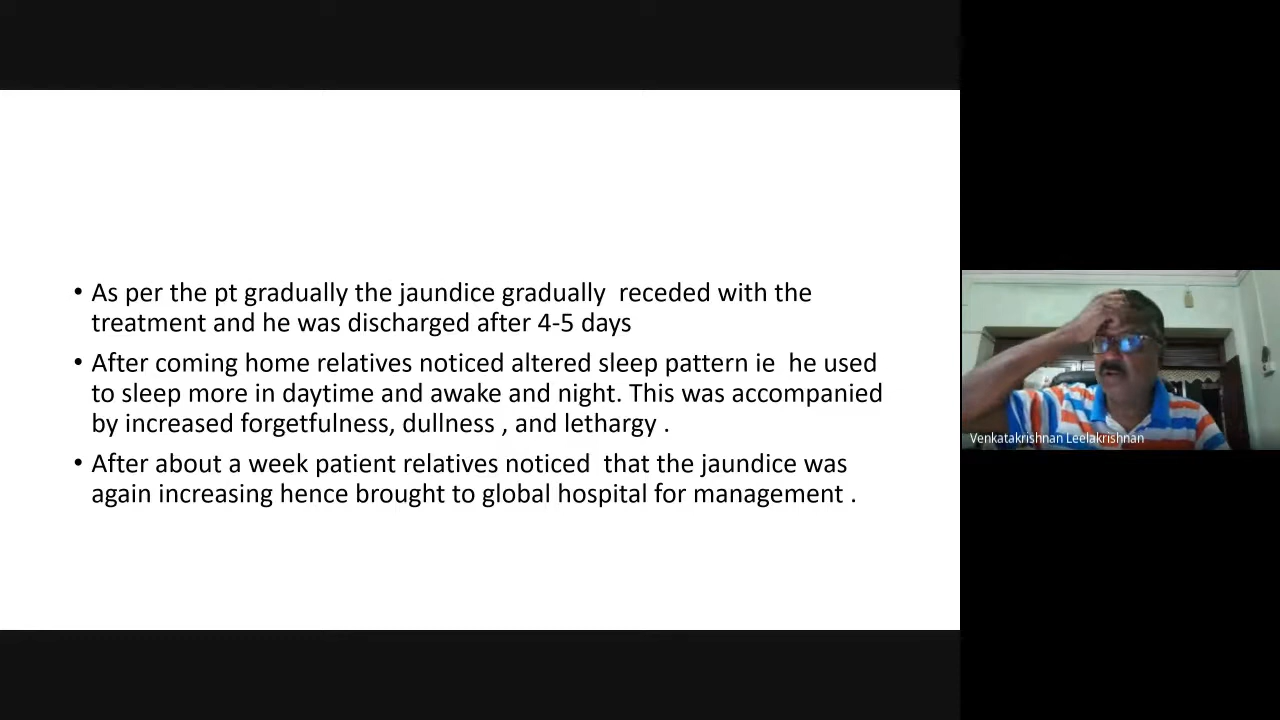 • As per the pt gradually the jaundice gradually  receded with the
treatment and he was discharged after 4-5 days
• After coming home relatives noticed altered sleep pattern ie  he used
to sleep more in daytime and awake and night. This was accompanied
by increased forgetfulness, dullness , and lethargy .
• After about a week patient relatives noticed  that the jaundice was
again increasing hence brought to global hospital for management .
Venkatakrishnan Leelakrishnan